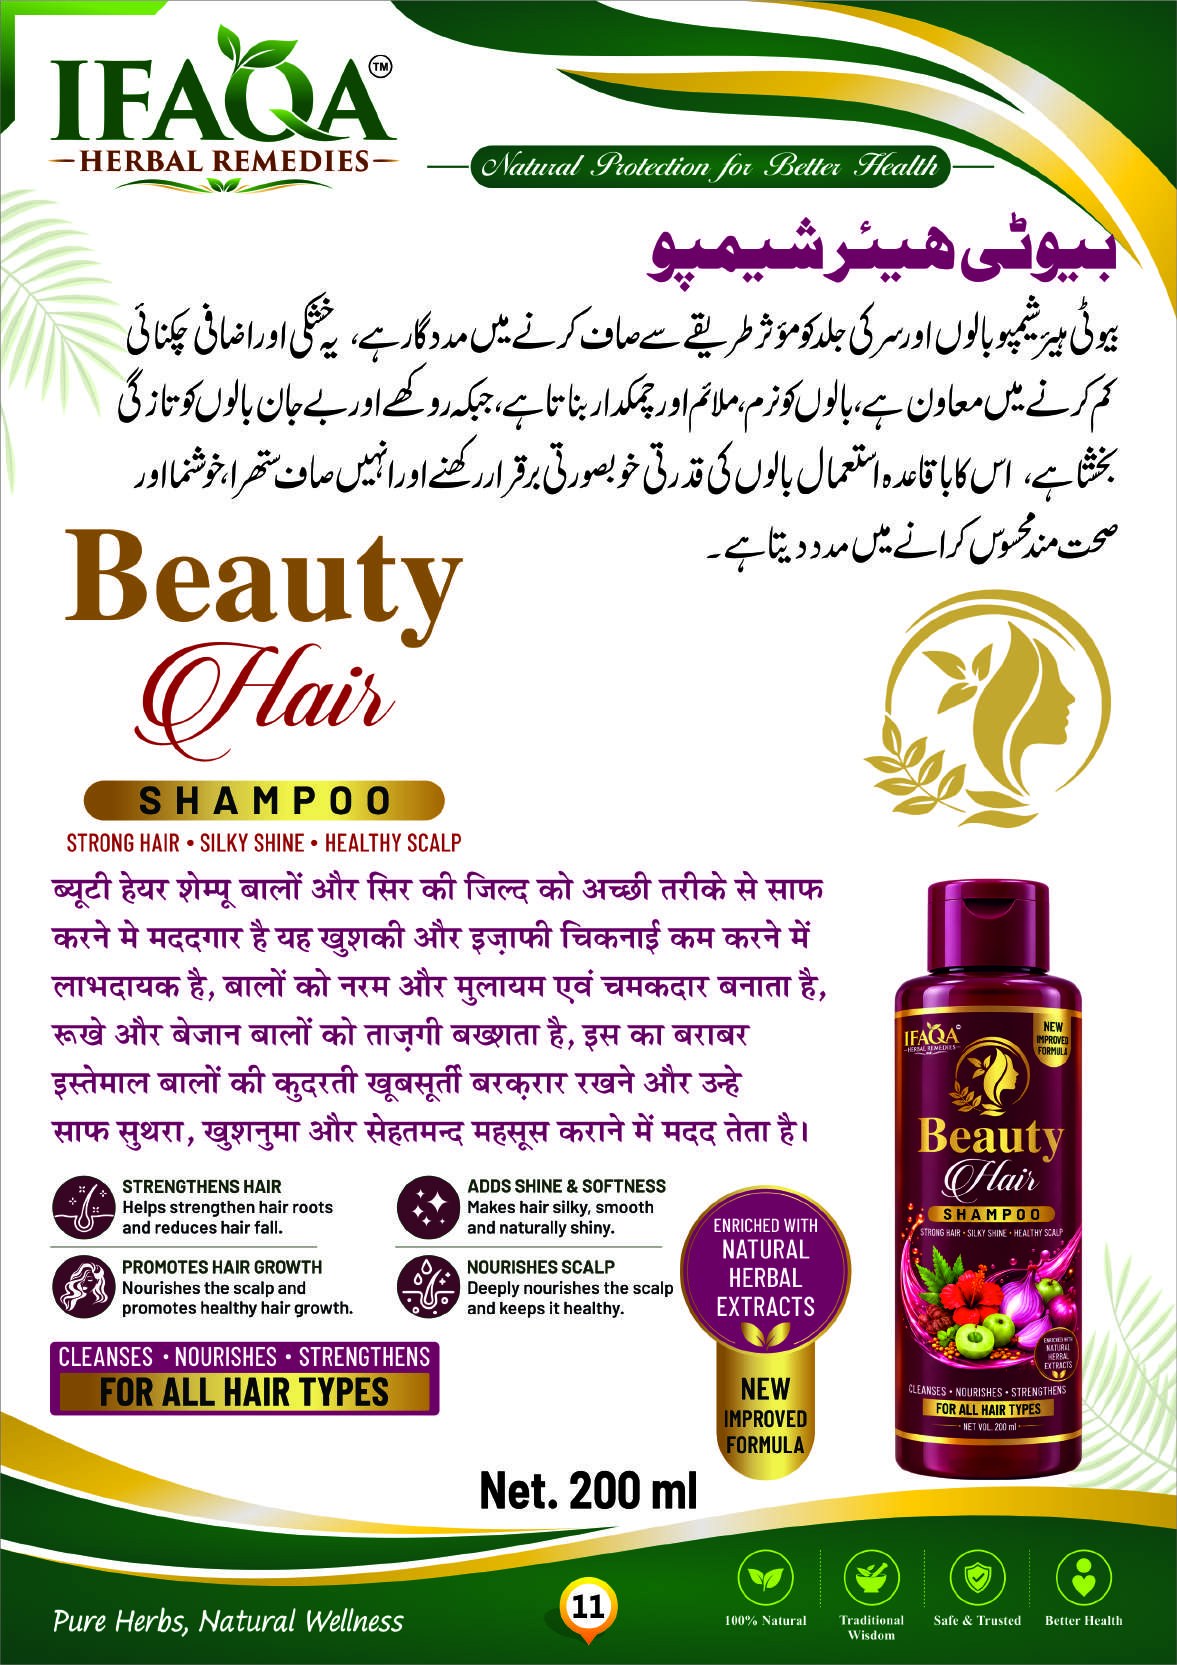 IFAQA™
HERBAL REMEDIES
Natural Protection for Better Health
بیوٹی ھیئر شیمپو
بیوٹی ہیئر شیمپو بالوں اور سر کی جلد کو مؤثر طریقے سے صاف کرنے میں مددگار ہے، یہ خشکی اور اضافی چکنائی
کم کرنے میں معاون ہے، بالوں کو نرم، ملائم اور چمکدار بناتا ہے، جبکہ روکھے اور بے جان بالوں کو تازگی
بخشتا ہے، اس کا باقاعدہ استعمال بالوں کی قدرتی خوبصورتی برقرار رکھنے اور انہیں صاف ستھرا، خوشنما اور
صحت مند محسوس کرانے میں مدد دیتا ہے۔
Beauty
Hair
SHAMPOO
STRONG HAIR • SILKY SHINE • HEALTHY SCALP
ब्यूटी हेयर शेम्पू बालों और सिर की जिल्द को अच्छी तरीके से साफ
करने मे मददगार है यह खुशकी और इज़ाफी चिकनाई कम करने में
लाभदायक है, बालों को नरम और मुलायम एवं चमकदार बनाता है,
रूखे और बेजान बालों को ताज़गी बख्शता है, इस का बराबर
इस्तेमाल बालों की कुदरती खूबसूर्ती बरक़रार रखने और उन्हे
साफ सुथरा, खुशनुमा और सेहतमन्द महसूस कराने में मदद तेता है।
STRENGTHENS HAIR
Helps strengthen hair roots
and reduces hair fall.
ADDS SHINE & SOFTNESS
Makes hair silky, smooth
and naturally shiny.
PROMOTES HAIR GROWTH
Nourishes the scalp and
promotes healthy hair growth.
NOURISHES SCALP
Deeply nourishes the scalp
and keeps it healthy.
CLEANSES • NOURISHES • STRENGTHENS
FOR ALL HAIR TYPES
ENRICHED WITH
NATURAL
HERBAL
EXTRACTS
NEW
IMPROVED
FORMULA
IFAQA©
HERBAL REMEDIES
NEW
IMPROVED
FORMULA
Beauty
Hair
SHAMPOO
STRONG HAIR • SILKY SHINE • HEALTHY SCALP
ENRICHED WITH
NATURAL
HERBAL
EXTRACTS
CLEANSES • NOURISHES • STRENGTHENS
FOR ALL HAIR TYPES
• NET VOL. 200 ml •
Net. 200 ml
Pure Herbs, Natural Wellness
11
100% Natural
Traditional
Wisdom
Safe & Trusted
Better Health